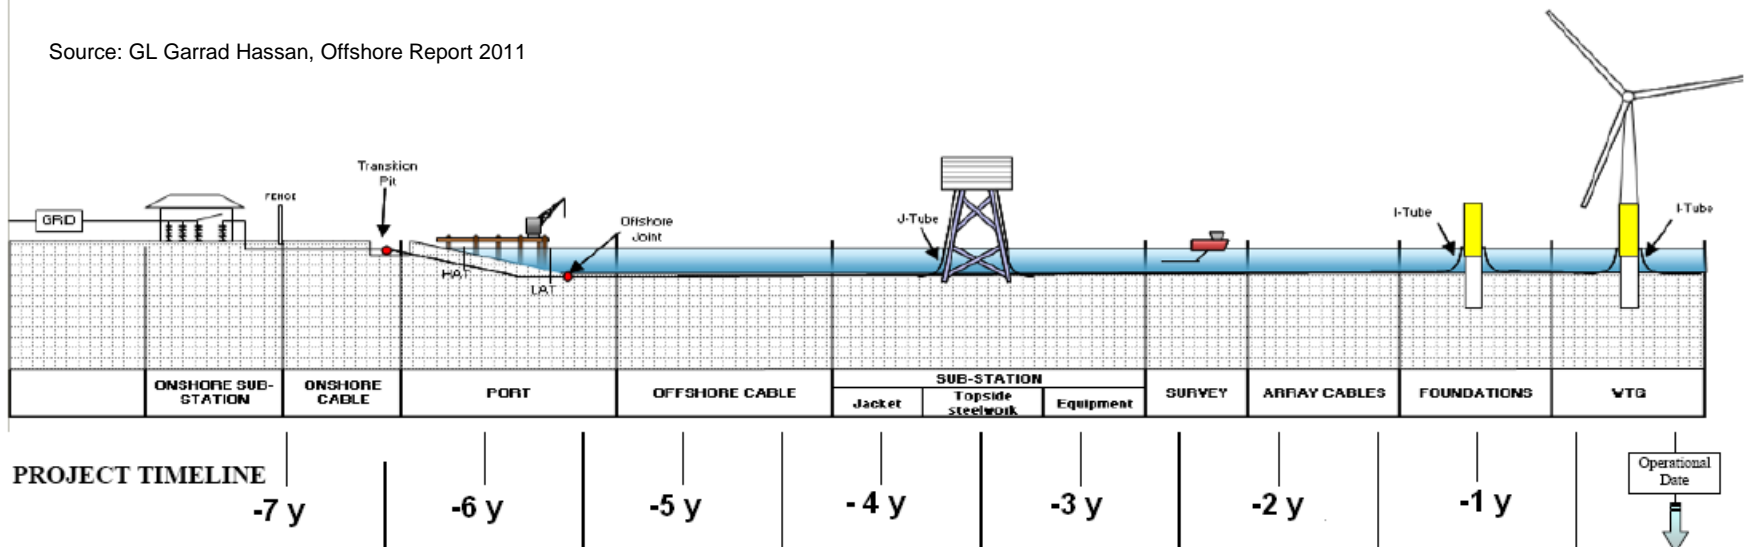 Source: GL Garrad Hassan, Offshore Report 2011
Transition
Pit
FENCE
GRID
Offshore
Joint
J-Tube
I-Tube
I-Tube
HAT
LAT
ONSHORE SUB-
STATION
ONSHORE
CABLE
PORT
OFFSHORE CABLE
SUB-STATION
Jacket
Topside
steelwork
Equipment
SURVEY
ARRAY CABLES
FOUNDATIONS
WTG
PROJECT TIMELINE
-7 y
-6 y
-5 y
- 4 y
-3 y
-2 y
-1 y
Operational
Date